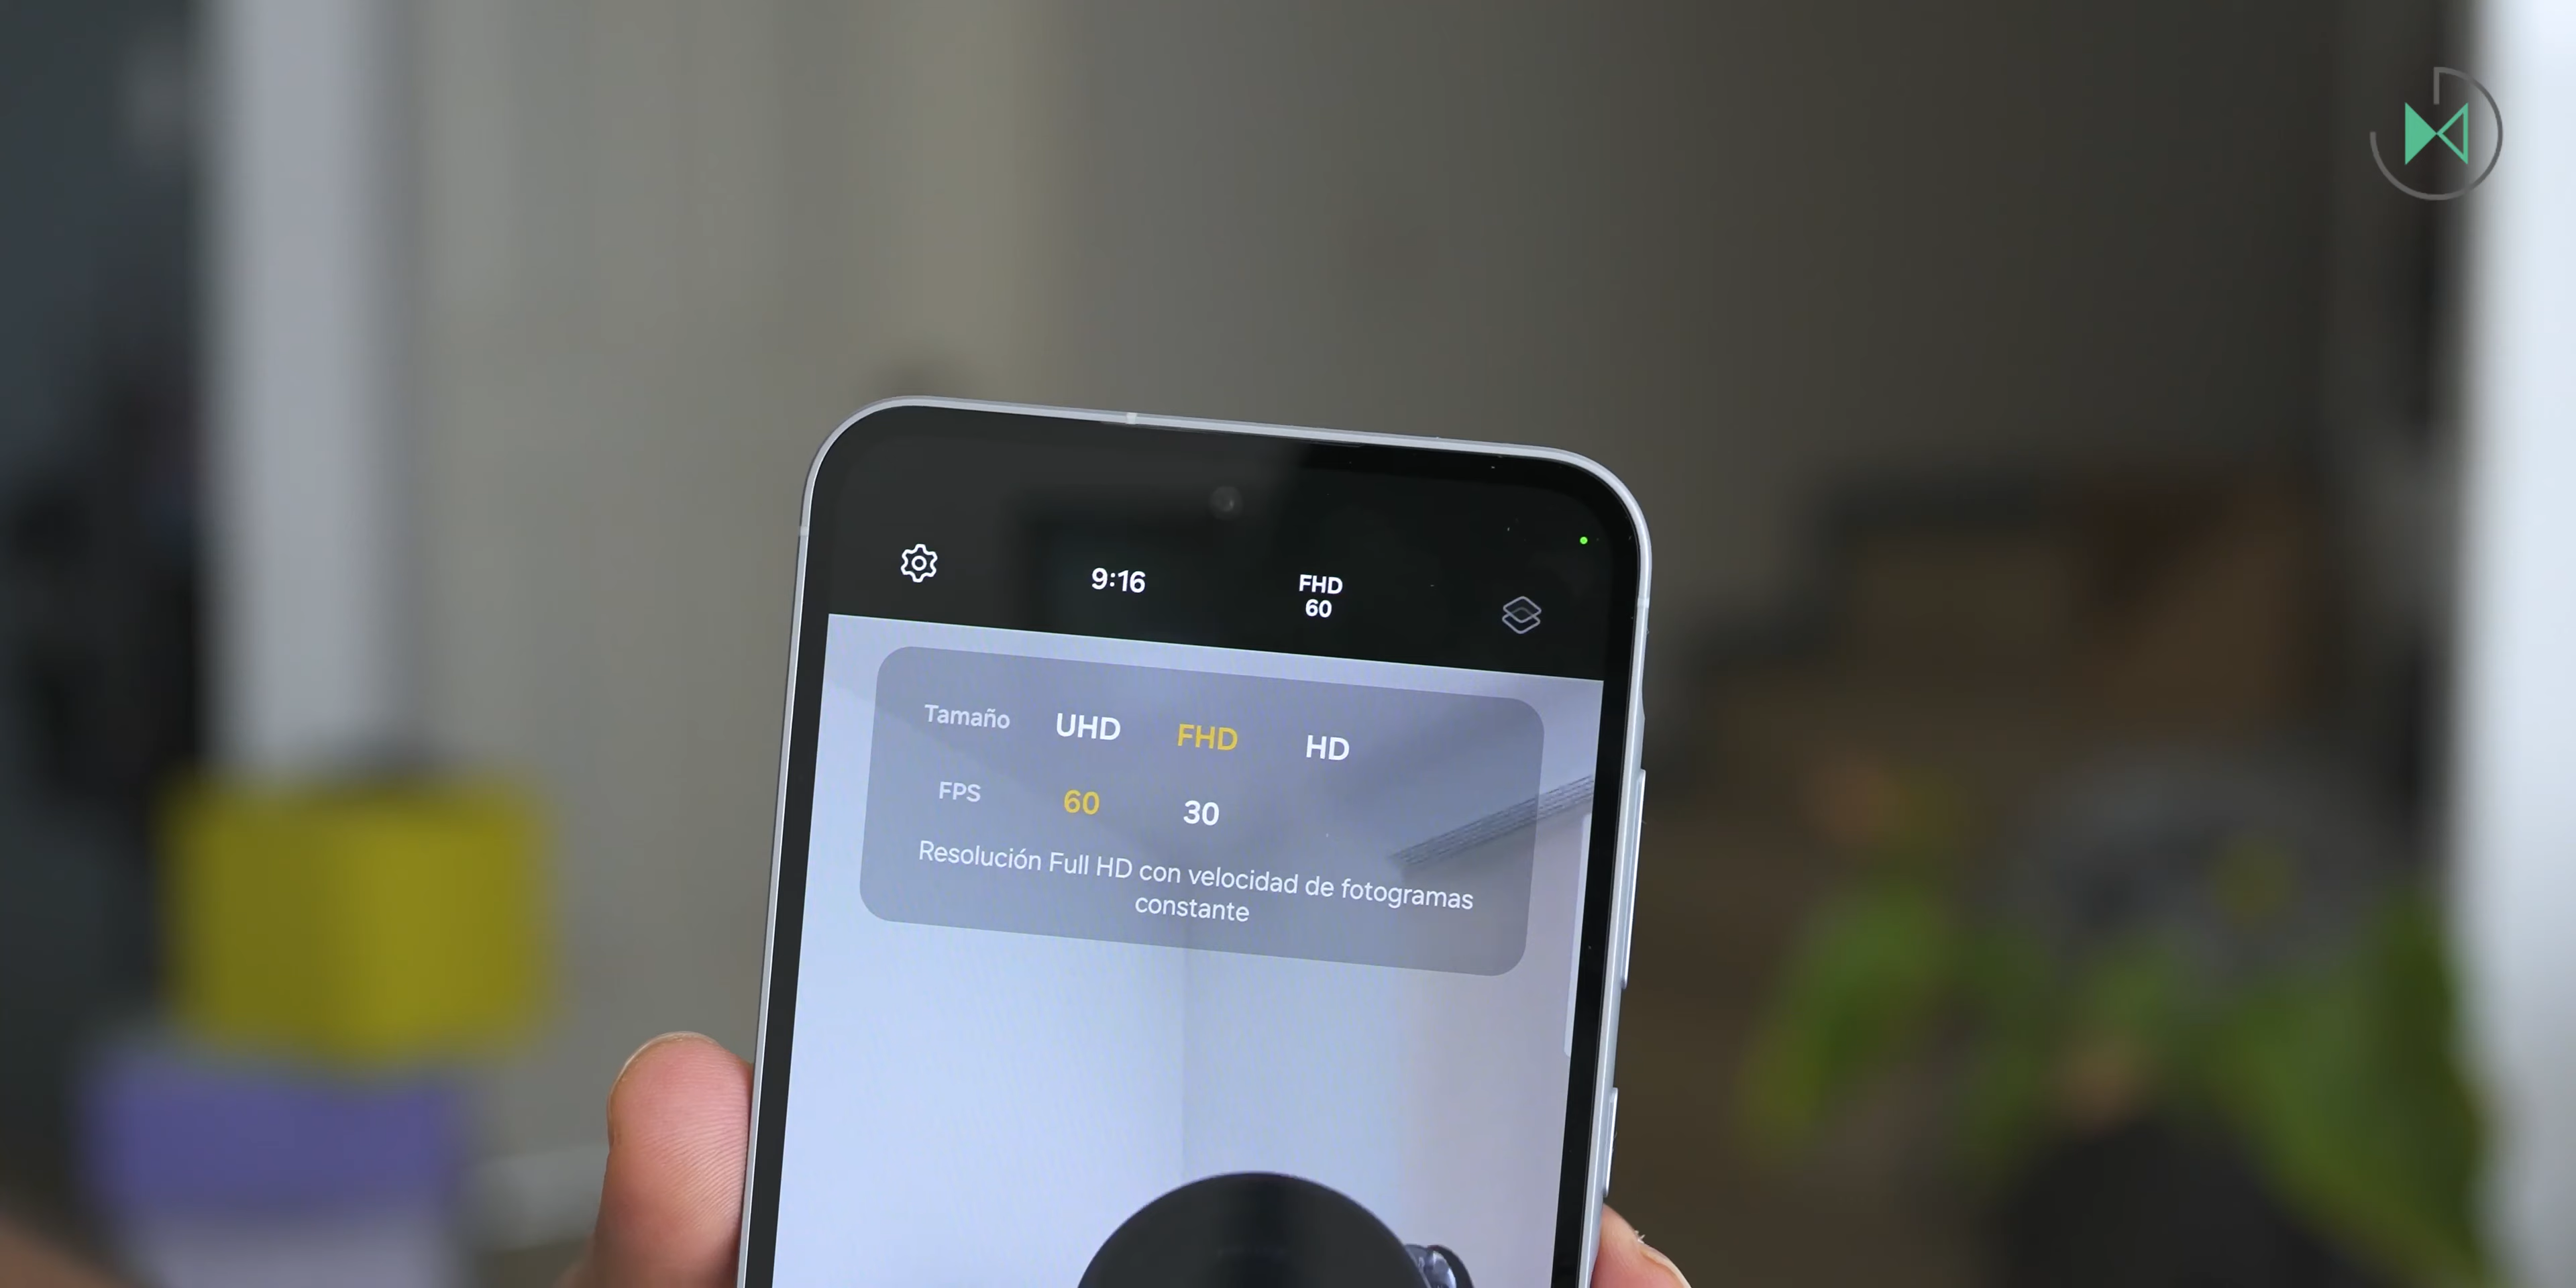 9:16
FHD
60
Tamaño UHD FHD HD
FPS 60 30
Resolución Full HD con velocidad de fotogramas
constante